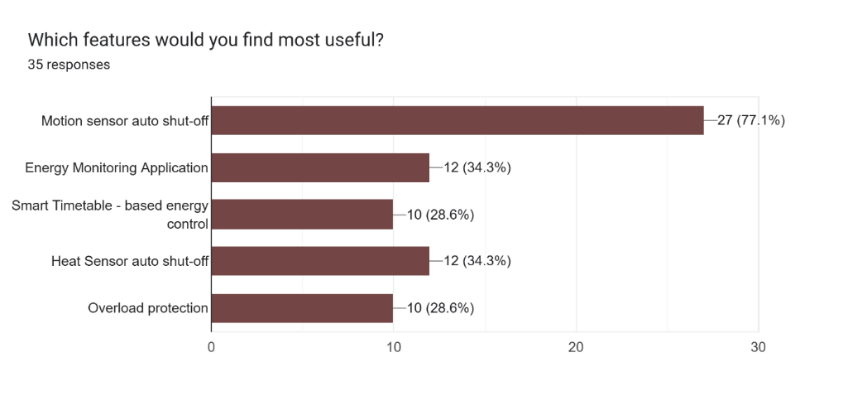 Which features would you find most useful?
35 responses
Motion sensor auto shut-off
27 (77.1%)
Energy Monitoring Application
12 (34.3%)
Smart Timetable - based energy
control
10 (28.6%)
Heat Sensor auto shut-off
12 (34.3%)
Overload protection
10 (28.6%)
0
10
20
30